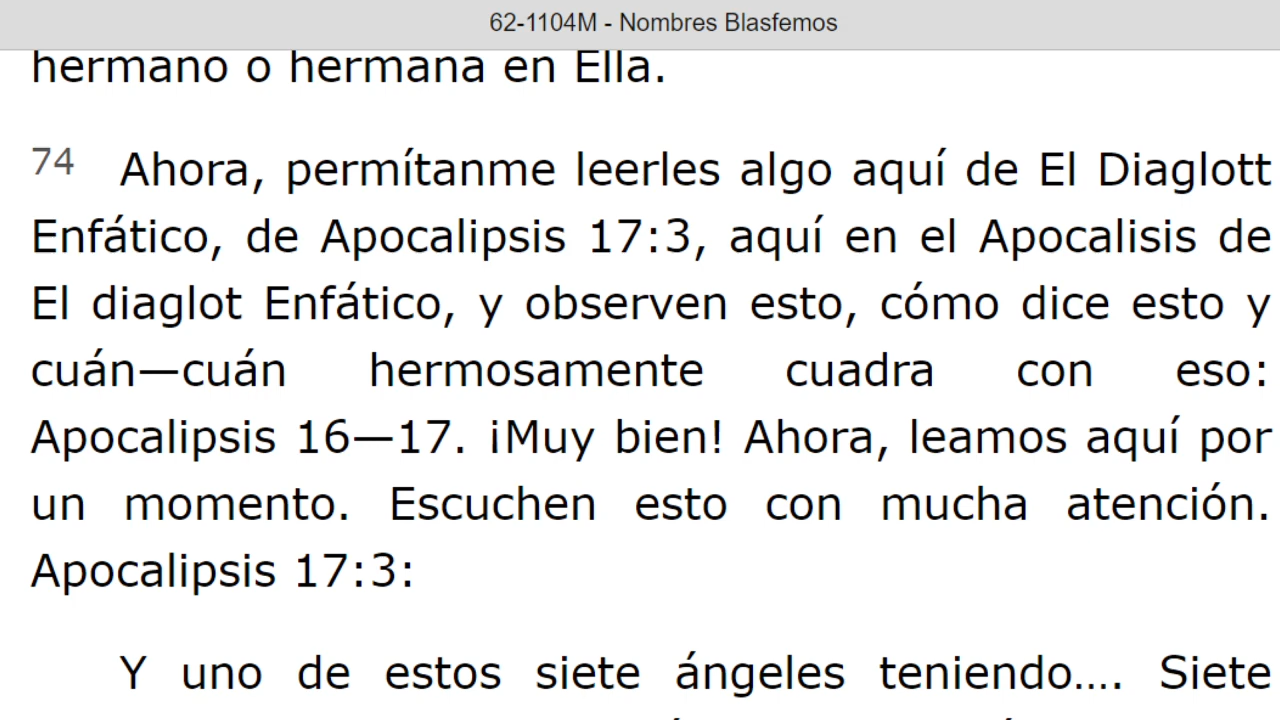 62-1104M - Nombres Blasfemos
hermano o hermana en Ella.
74 Ahora, permítanme leerles algo aquí de El Diaglott
Enfático, de Apocalipsis 17:3, aquí en el Apocalisis de
El diaglot Enfático, y observen esto, cómo dice esto y
cuán—cuán hermosamente cuadra con eso:
Apocalipsis 16—17. ¡Muy bien! Ahora, leamos aquí por
un momento. Escuchen esto con mucha atención.
Apocalipsis 17:3:
Y uno de estos siete ángeles teniendo.... Siete